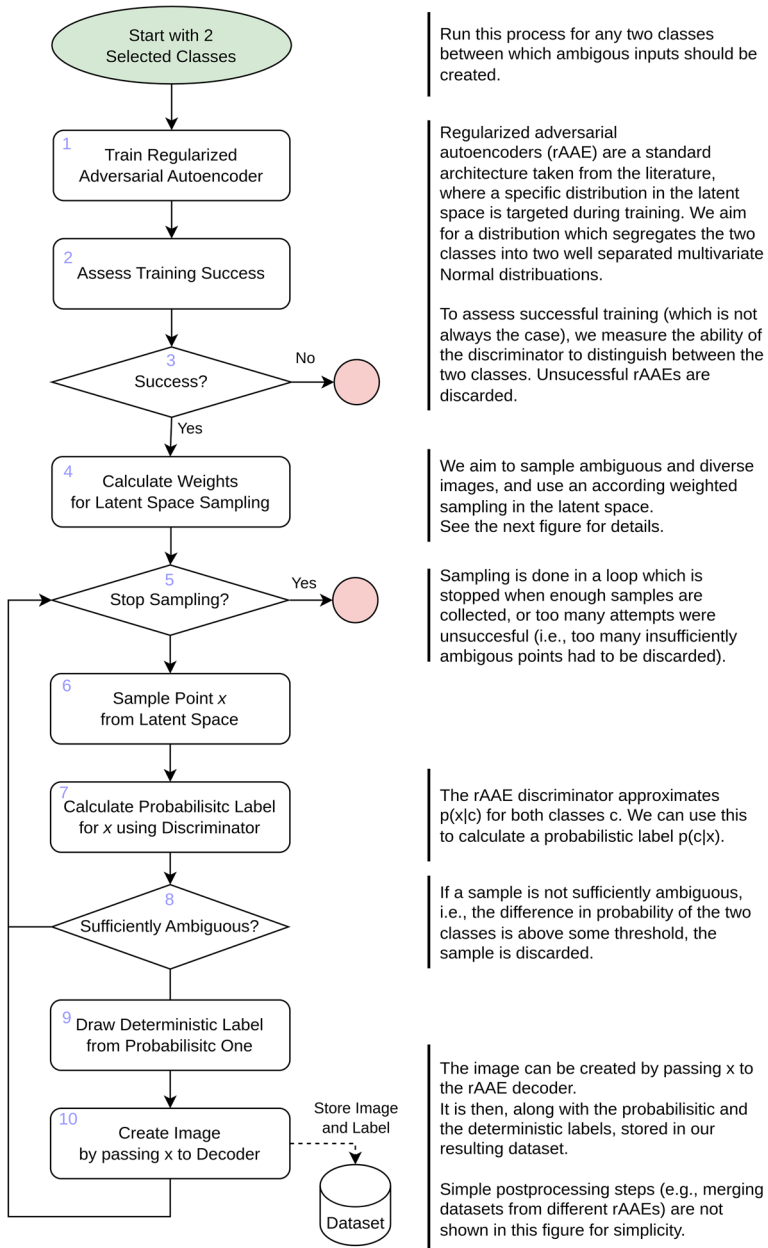 Start with 2
Selected Classes
Run this process for any two classes
between which ambigous inputs should be
created.
1
Train Regularized
Adversarial Autoencoder
Regularized adversarial
autoencoders (rAAE) are a standard
architecture taken from the literature,
where a specific distribution in the latent
space is targeted during training. We aim
for a distribution which segregates the two
classes into two well separated multivariate
Normal distribuations.
2
Assess Training Success
To assess successful training (which is not
always the case), we measure the ability of
the discriminator to distinguish between the
two classes. Unsucessful rAAEs are
discarded.
3
Success?
No
Yes
4
Calculate Weights
for Latent Space Sampling
We aim to sample ambiguous and diverse
images, and use an according weighted
sampling in the latent space.
See the next figure for details.
5
Stop Sampling?
Yes
Sampling is done in a loop which is
stopped when enough samples are
collected, or too many attempts were
unsuccesful (i.e., too many insufficiently
ambigous points had to be discarded).
6
Sample Point x
from Latent Space
7
Calculate Probabilisitc Label
for x using Discriminator
The rAAE discriminator approximates
p(x|c) for both classes c. We can use this
to calculate a probabilistic label p(c|x).
8
Sufficiently Ambiguous?
If a sample is not sufficiently ambiguous,
i.e., the difference in probability of the two
classes is above some threshold, the
sample is discarded.
9
Draw Deterministic Label
from Probabilisitc One
10
Create Image
by passing x to Decoder
Store Image
and Label
Dataset
The image can be created by passing x to
the rAAE decoder.
It is then, along with the probabilisitic and
the deterministic labels, stored in our
resulting dataset.
Simple postprocessing steps (e.g., merging
datasets from different rAAEs) are not
shown in this figure for simplicity.